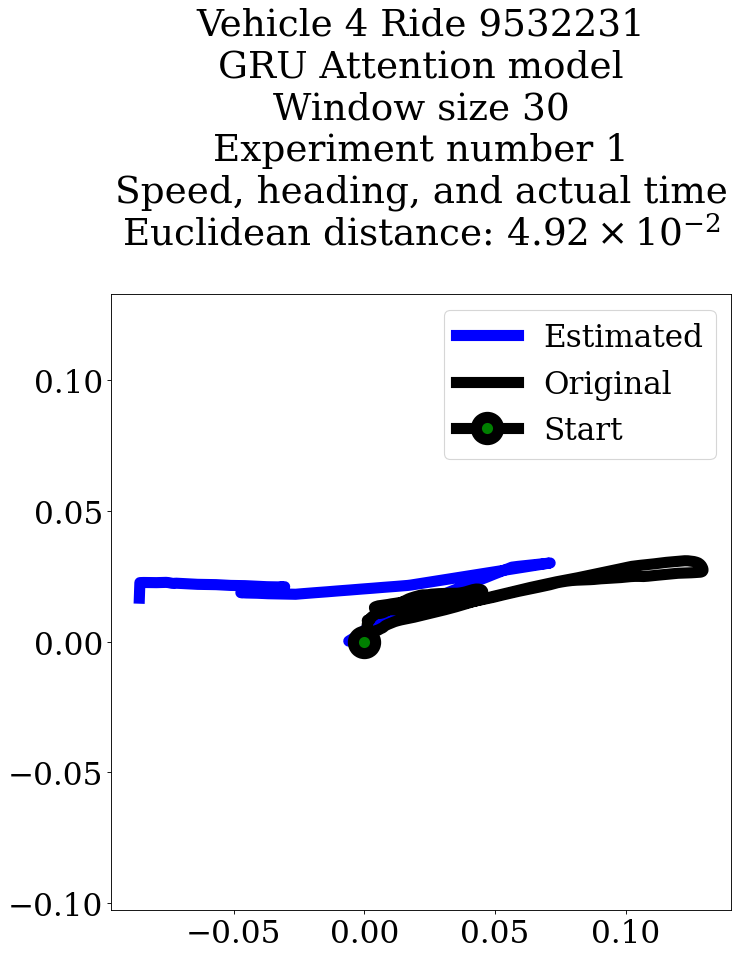 Vehicle 4 Ride 9532231
GRU Attention model
Window size 30
Experiment number 1
Speed, heading, and actual time
Euclidean distance: 4.92 × 10⁻²
Estimated
Original
Start
0.10
0.05
0.00
−0.05
−0.10
−0.05 0.00 0.05 0.10